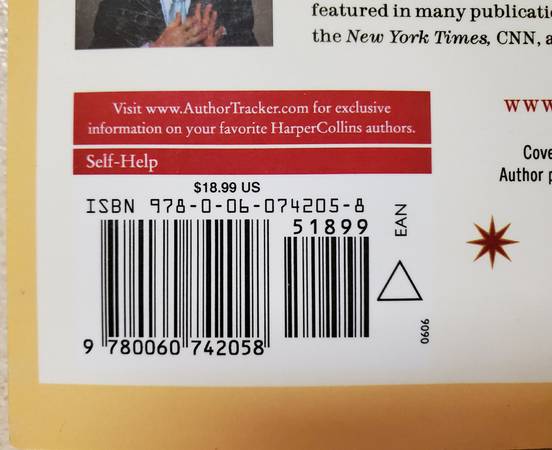 featured in many
the New York Times, CNN,
Visit www.AuthorTracker.com for exclusive
information on your favorite HarperCollins authors.
Self-Help
$18.99 US
ISBN 978-0-06-074205-8
51899
EAN
9 780060 742058
0606
www
Author